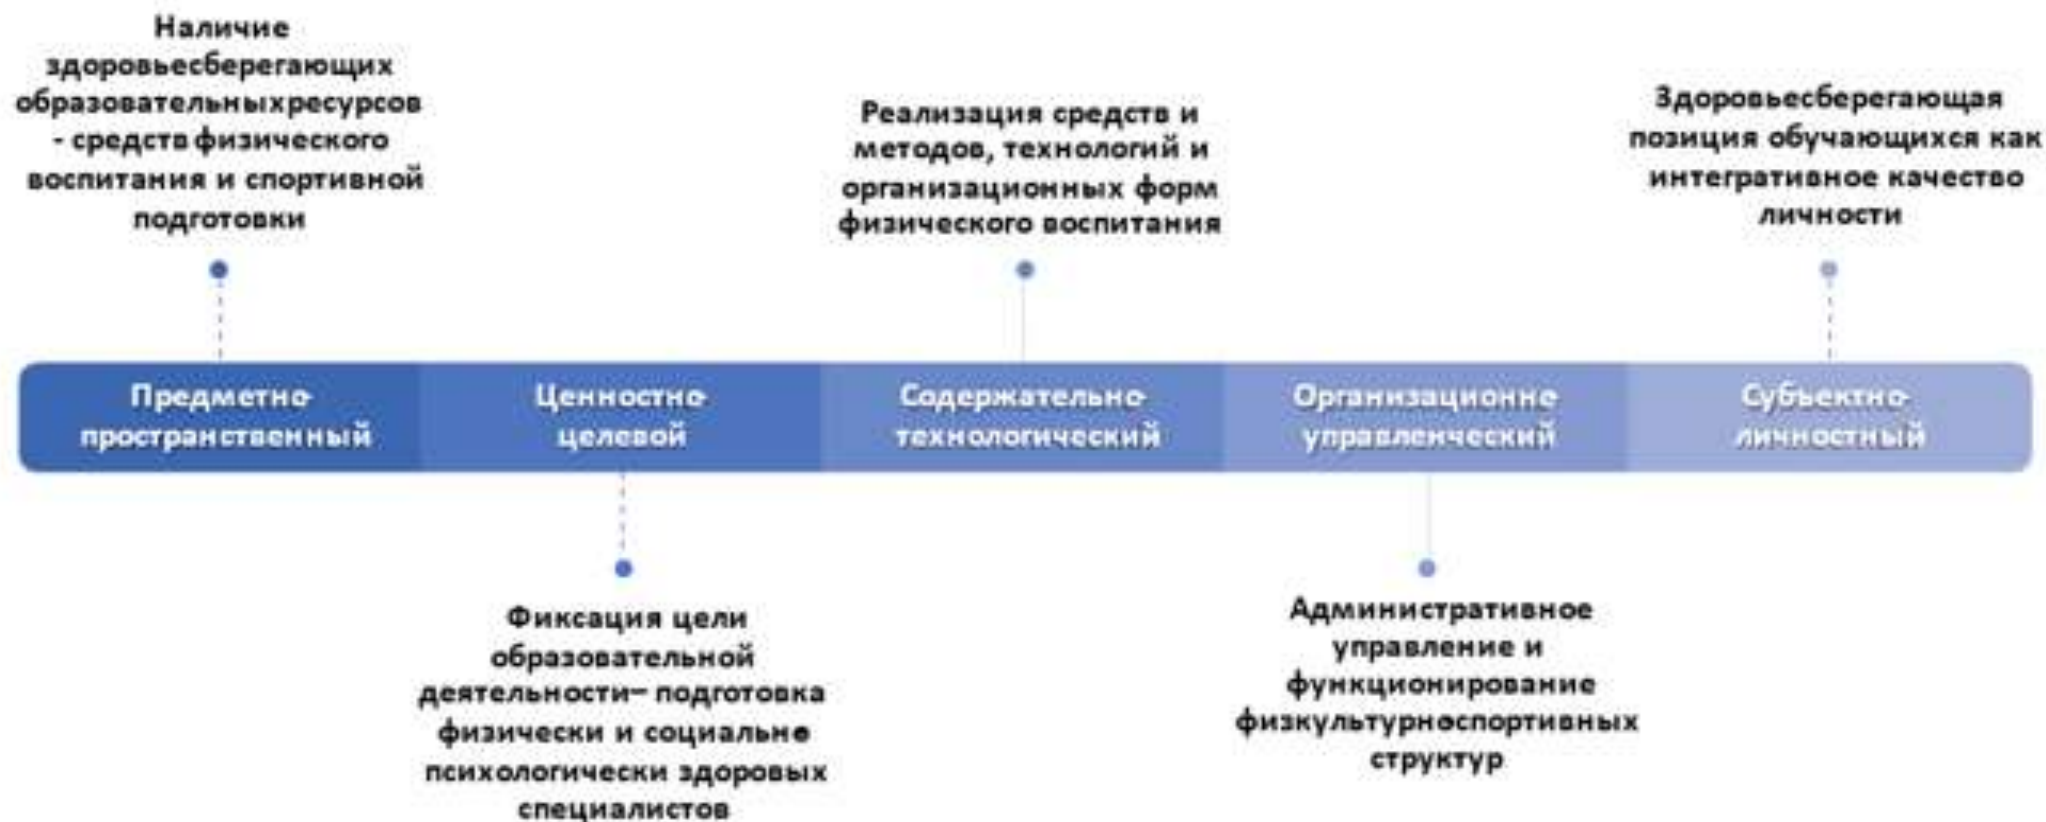 Наличие
здоровьесберегающих
образовательныхресурсов
- средств физического
воспитания и спортивной
подготовки
Реализация средств и
методов, технологий и
организационных форм
физического воспитания
Здоровьесберегающая
позиция обучающихся как
интегративное качество
личности
Предметно-
пространственный
Ценностно-
целевой
Содержательно-
технологический
Организационно-
управленческий
Субъектно-
личностный
Фиксация цели
образовательной
деятельности– подготовка
физически и социально-
психологически здоровых
специалистов
Административное
управление и
функционирование
физкультурно-спортивных
структур